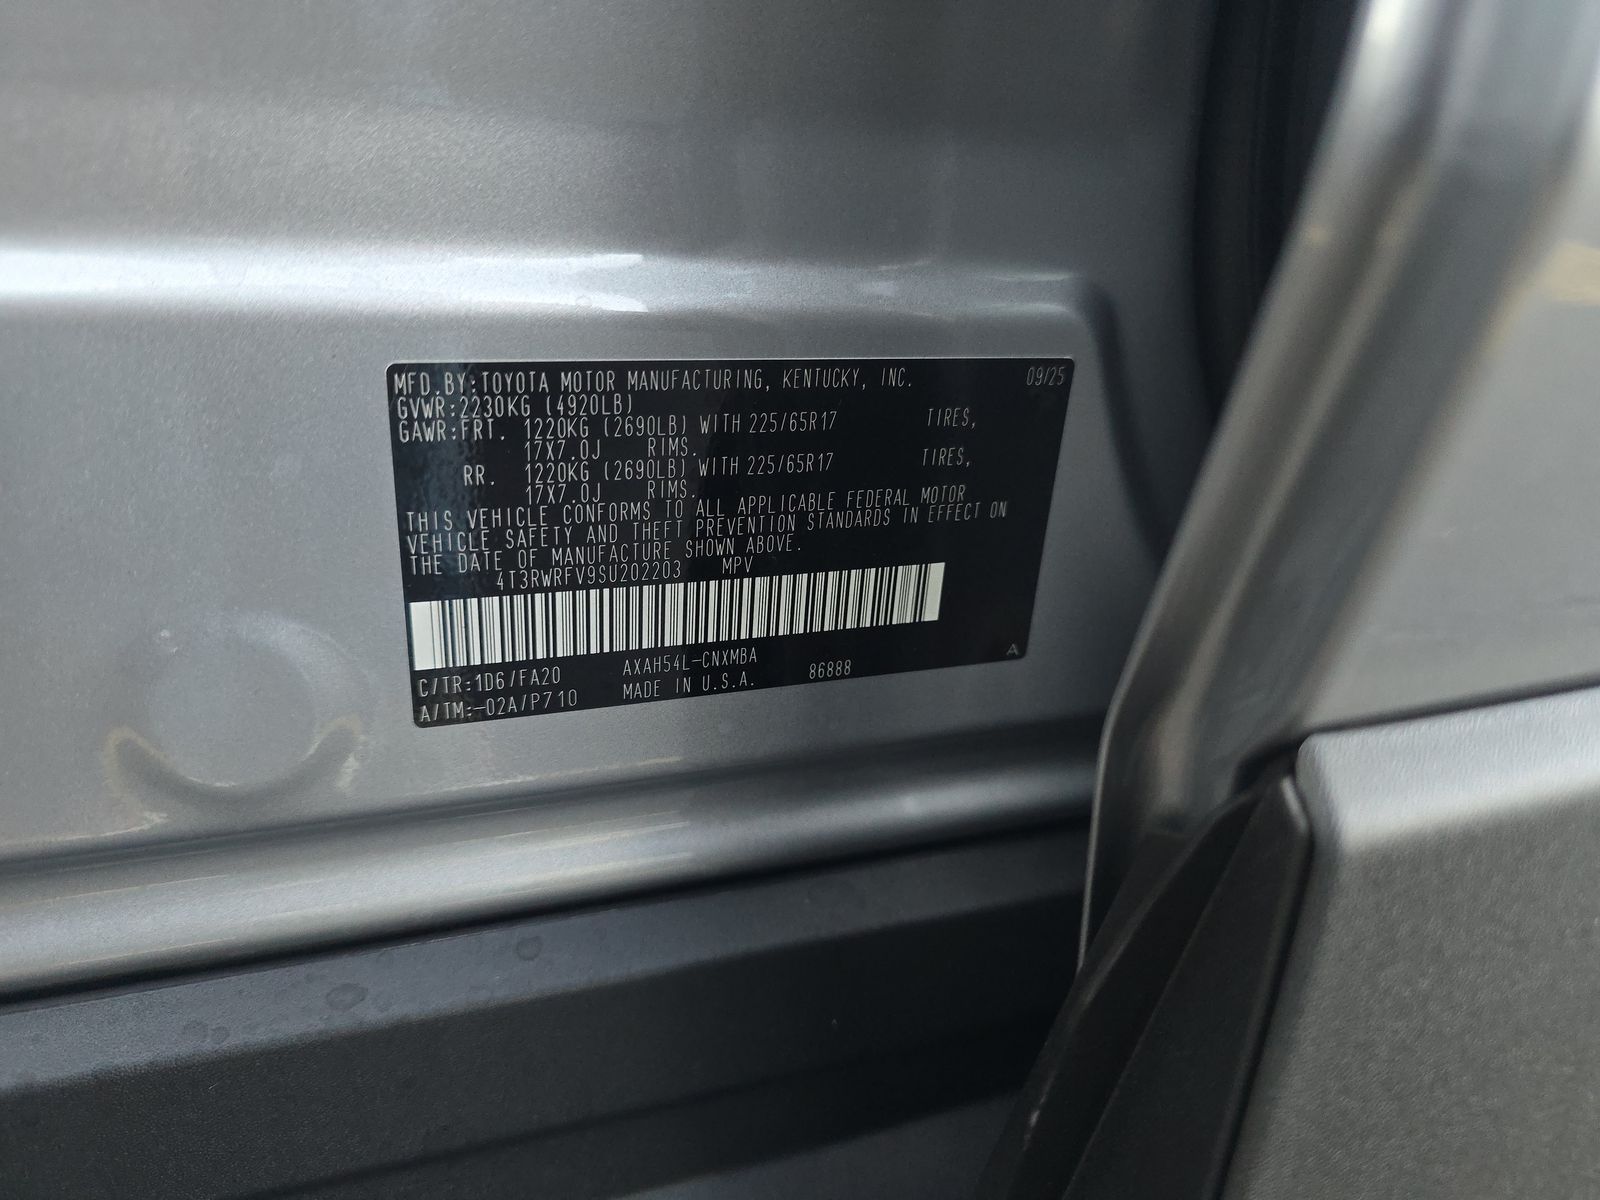 MFD.BY:TOYOTA MOTOR MANUFACTURING, KENTUCKY, INC. 09/25
GVWR:2230KG (4920LB)
GAWR:FRT. 1220KG (2690LB) WITH 225/65R17 TIRES,
17X7.0J RIMS.
RR. 1220KG (2690LB) WITH 225/65R17 TIRES,
17X7.0J RIMS.
THIS VEHICLE CONFORMS TO ALL APPLICABLE FEDERAL MOTOR
VEHICLE SAFETY AND THEFT PREVENTION STANDARDS IN EFFECT ON
THE DATE OF MANUFACTURE SHOWN ABOVE.
4T3RWRFV9SU202203 MPV
C/TR:1D6/FA20 AXAH54L-CNXMBA 86888 A
A/TM:-02A/P710 MADE IN U.S.A.